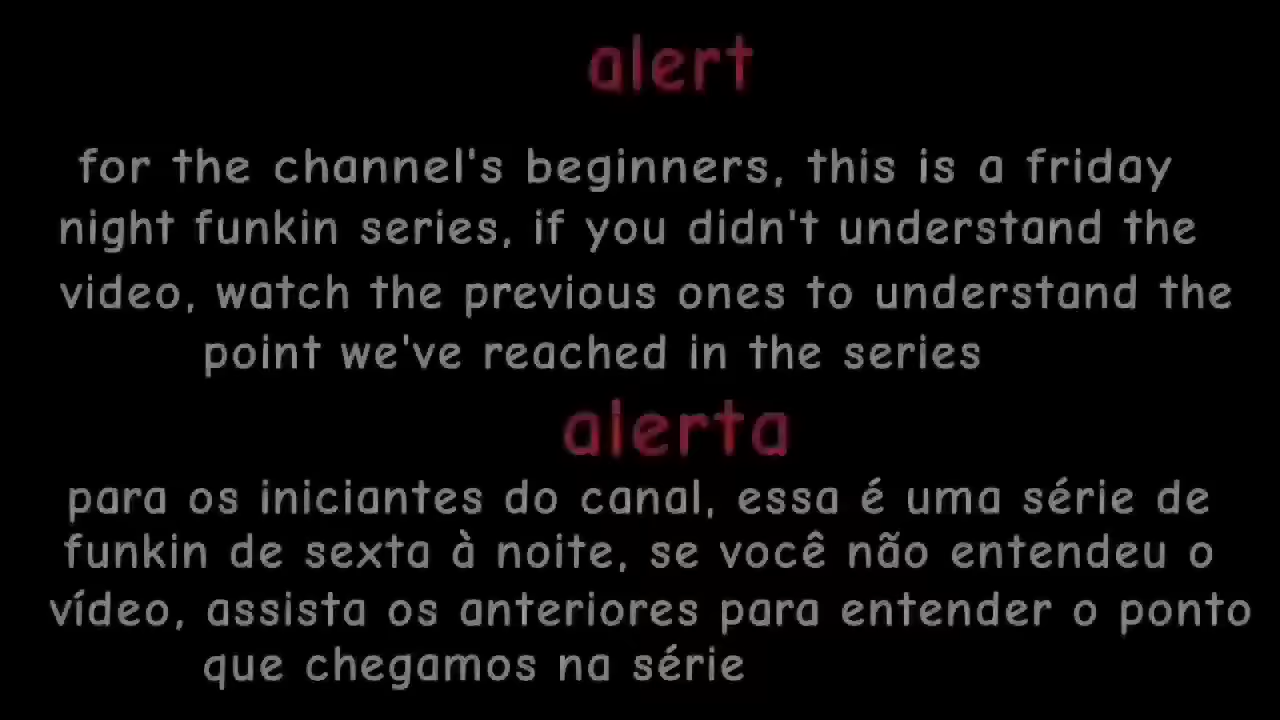 alert
for the channel's beginners, this is a friday
night funkin series, if you didn't understand the
video, watch the previous ones to understand the
point we've reached in the series
alerta
para os iniciantes do canal, essa é uma série de
funkin de sexta à noite, se você não entendeu o
vídeo, assista os anteriores para entender o ponto
que chegamos na série